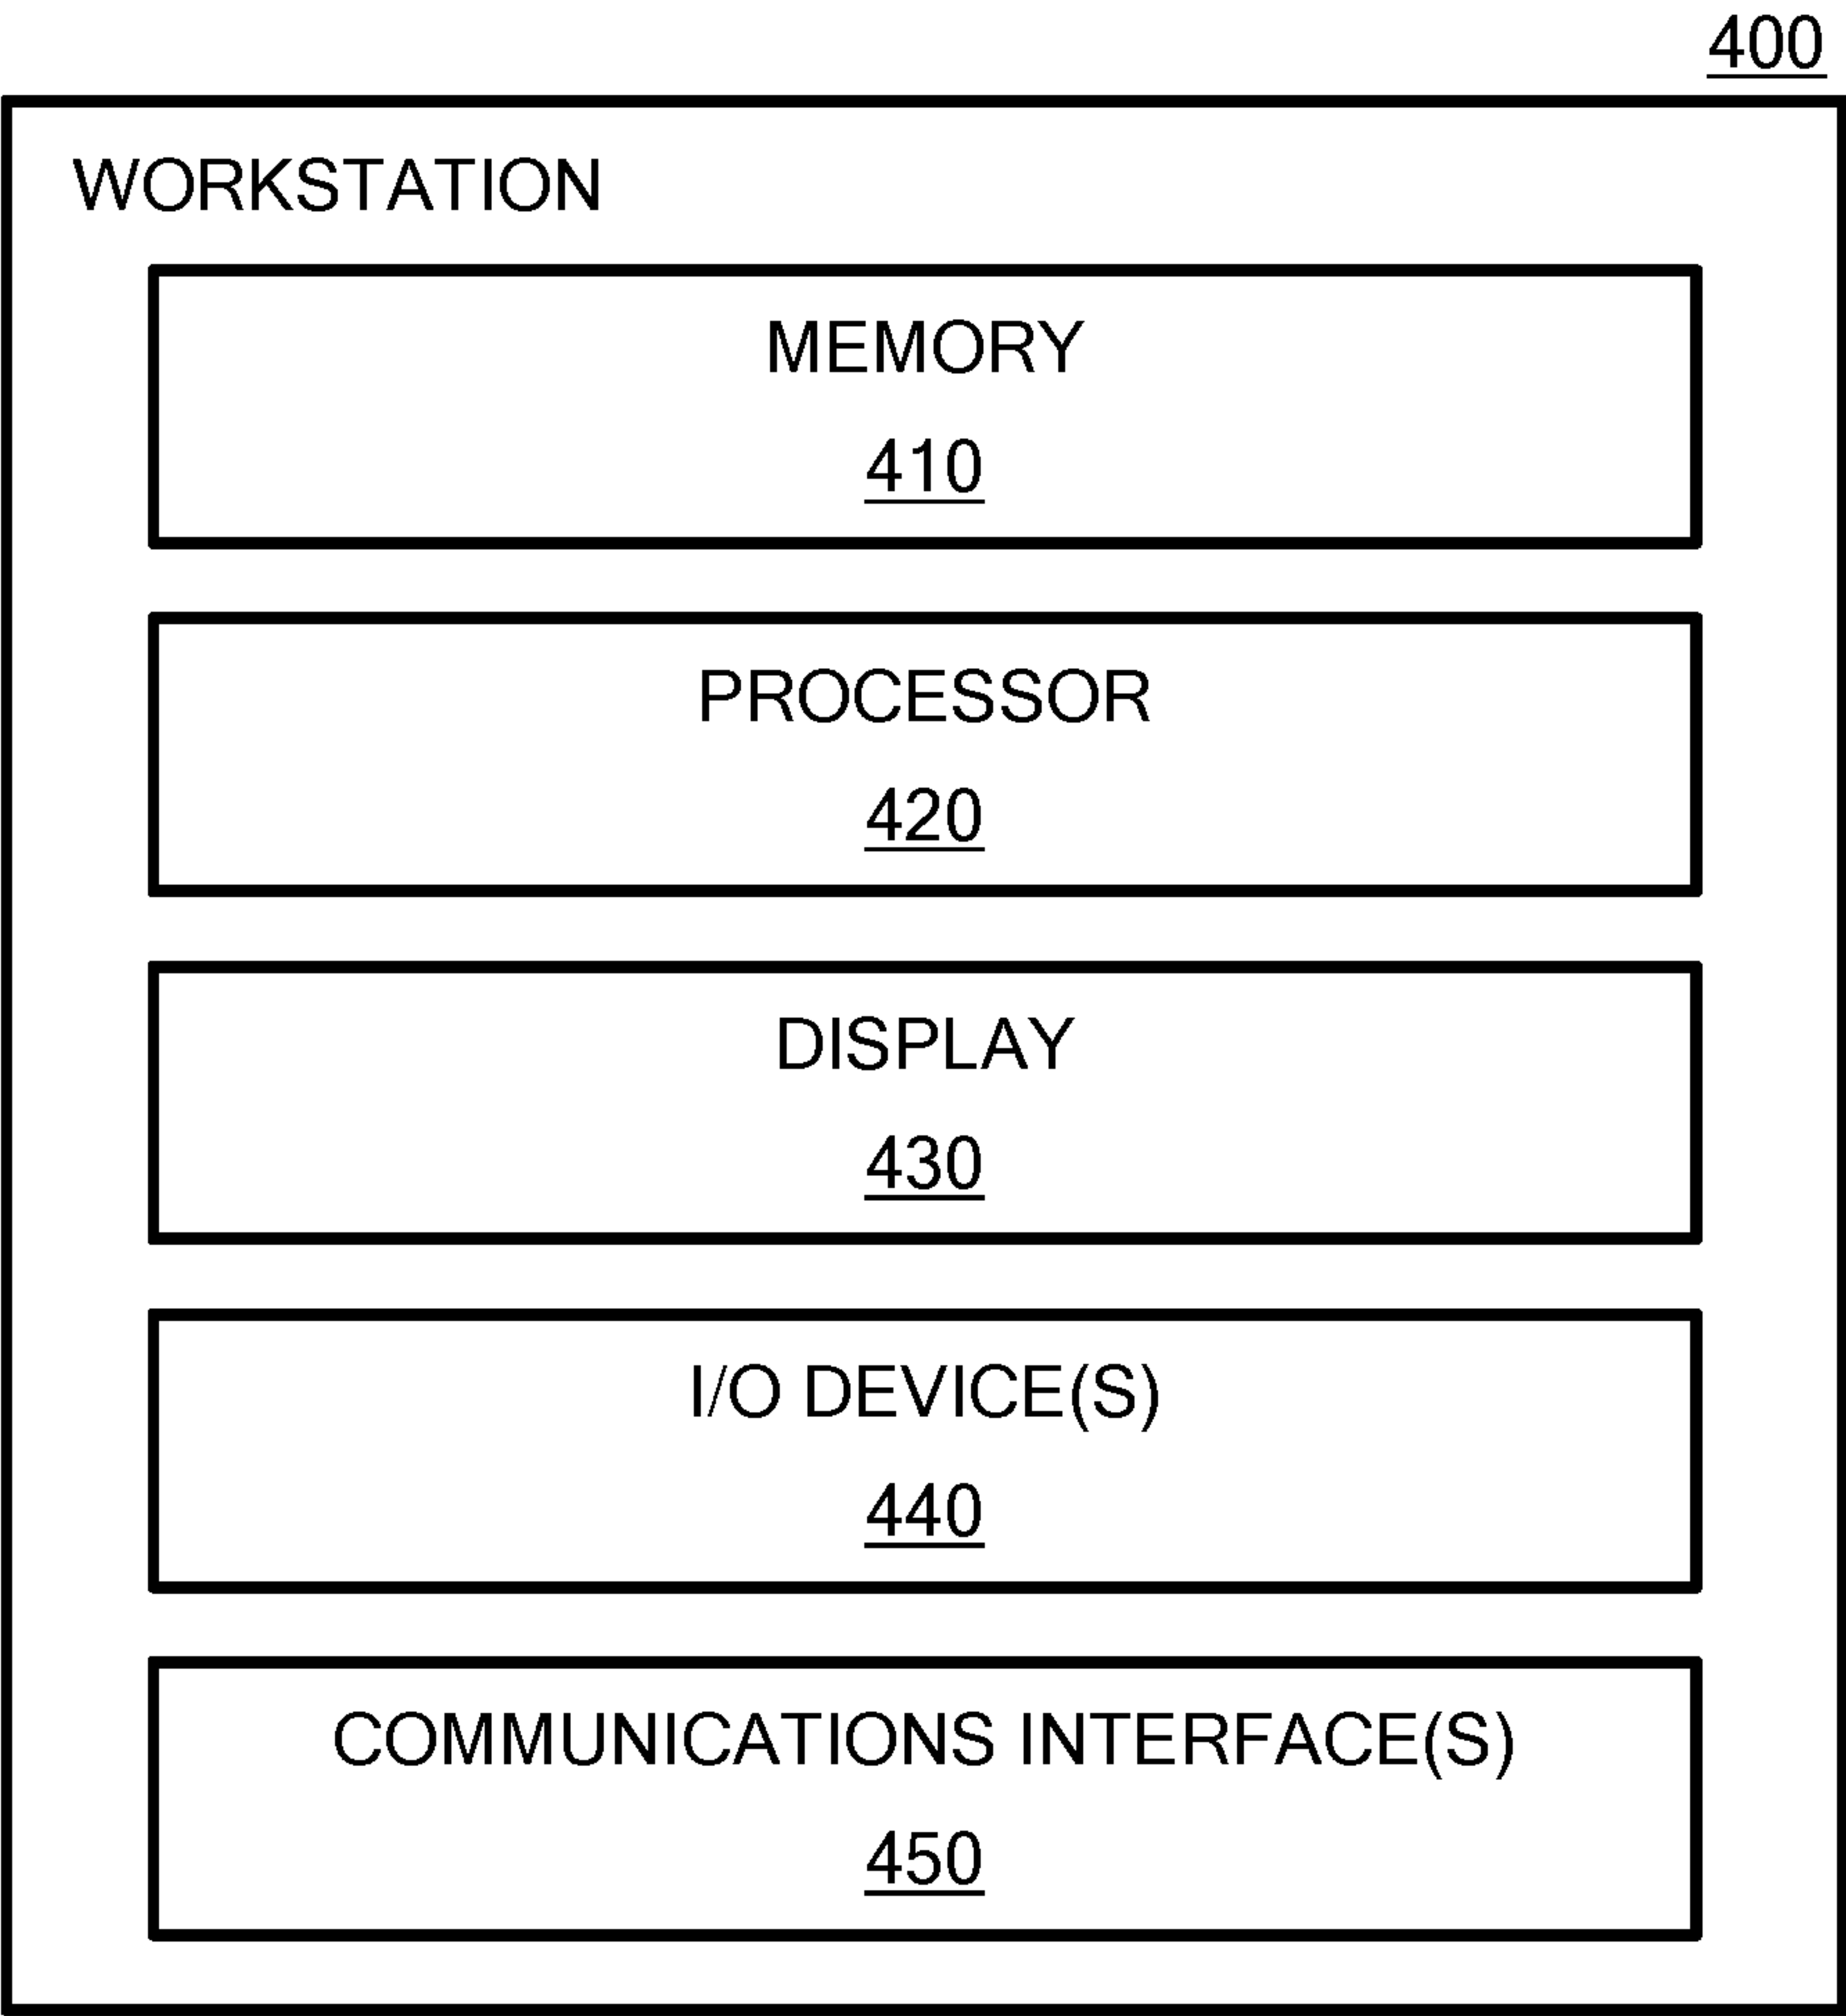 400
WORKSTATION
MEMORY
410
PROCESSOR
420
DISPLAY
430
I/O DEVICE(S)
440
COMMUNICATIONS INTERFACE(S)
450